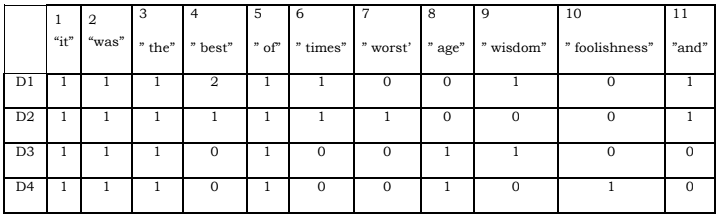 1 2 3 4 5 6 7 8 9 10 11
“it” “was” ” the” ” best” ” of” ” times” ” worst’ ” age” ” wisdom” ” foolishness” ”and”
D1 1 1 1 2 1 1 0 0 1 0 1
D2 1 1 1 1 1 1 1 0 0 0 1
D3 1 1 1 0 1 0 0 1 1 0 0
D4 1 1 1 0 1 0 0 1 0 1 0